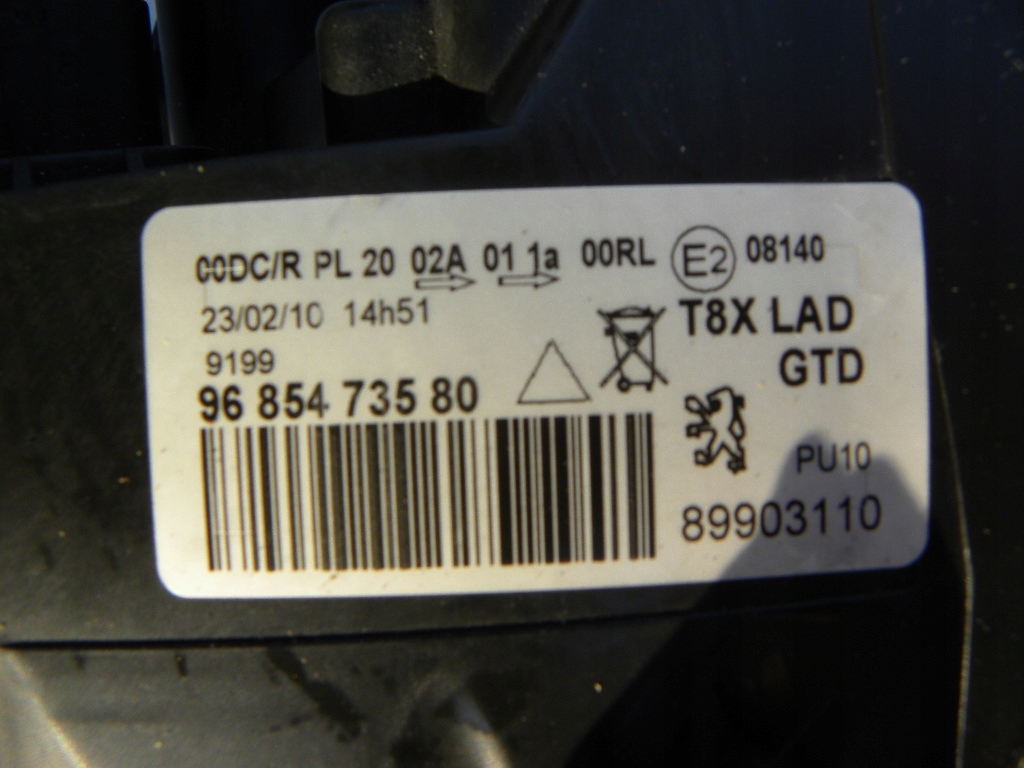 00DC/R PL 20 02A 01 1a 00RL E2 08140
23/02/10 14h51
T8X LAD
9199
GTD
96 854 735 80
PU10
89903110